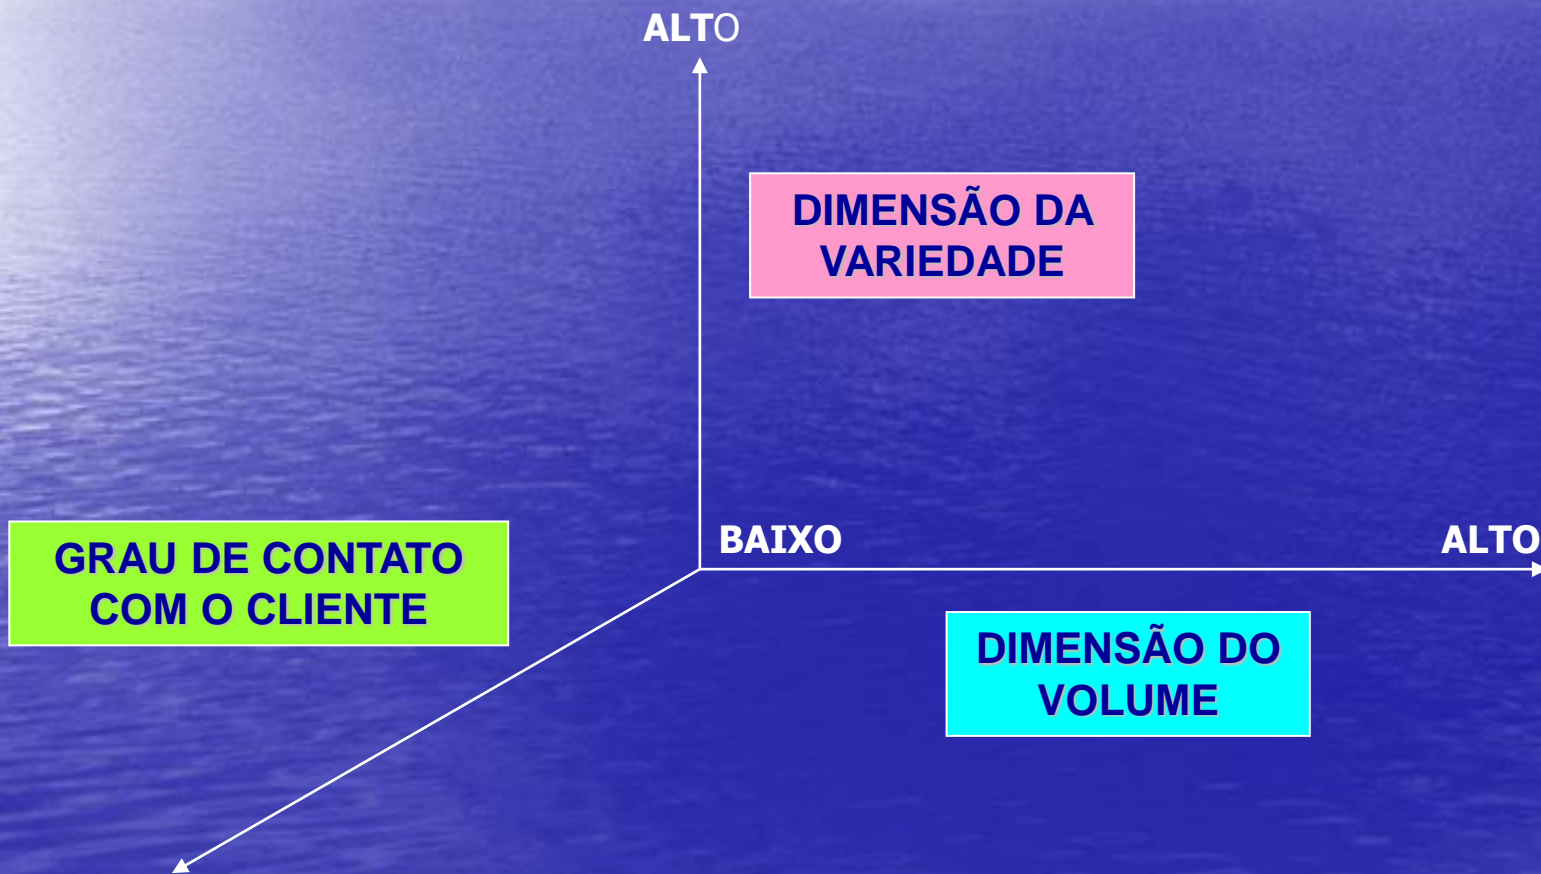 ALTO
DIMENSÃO DA
VARIEDADE
BAIXO
ALTO
GRAU DE CONTATO
COM O CLIENTE
DIMENSÃO DO
VOLUME